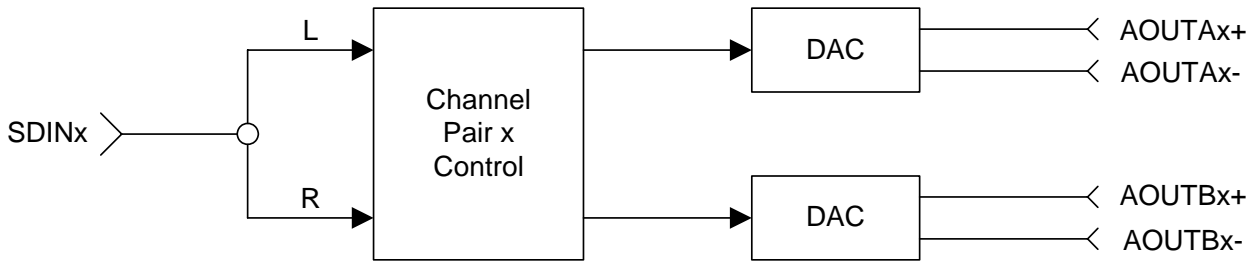 SDINx
L
R
Channel
Pair x
Control
DAC
AOUTAx+
AOUTAx-
DAC
AOUTBx+
AOUTBx-